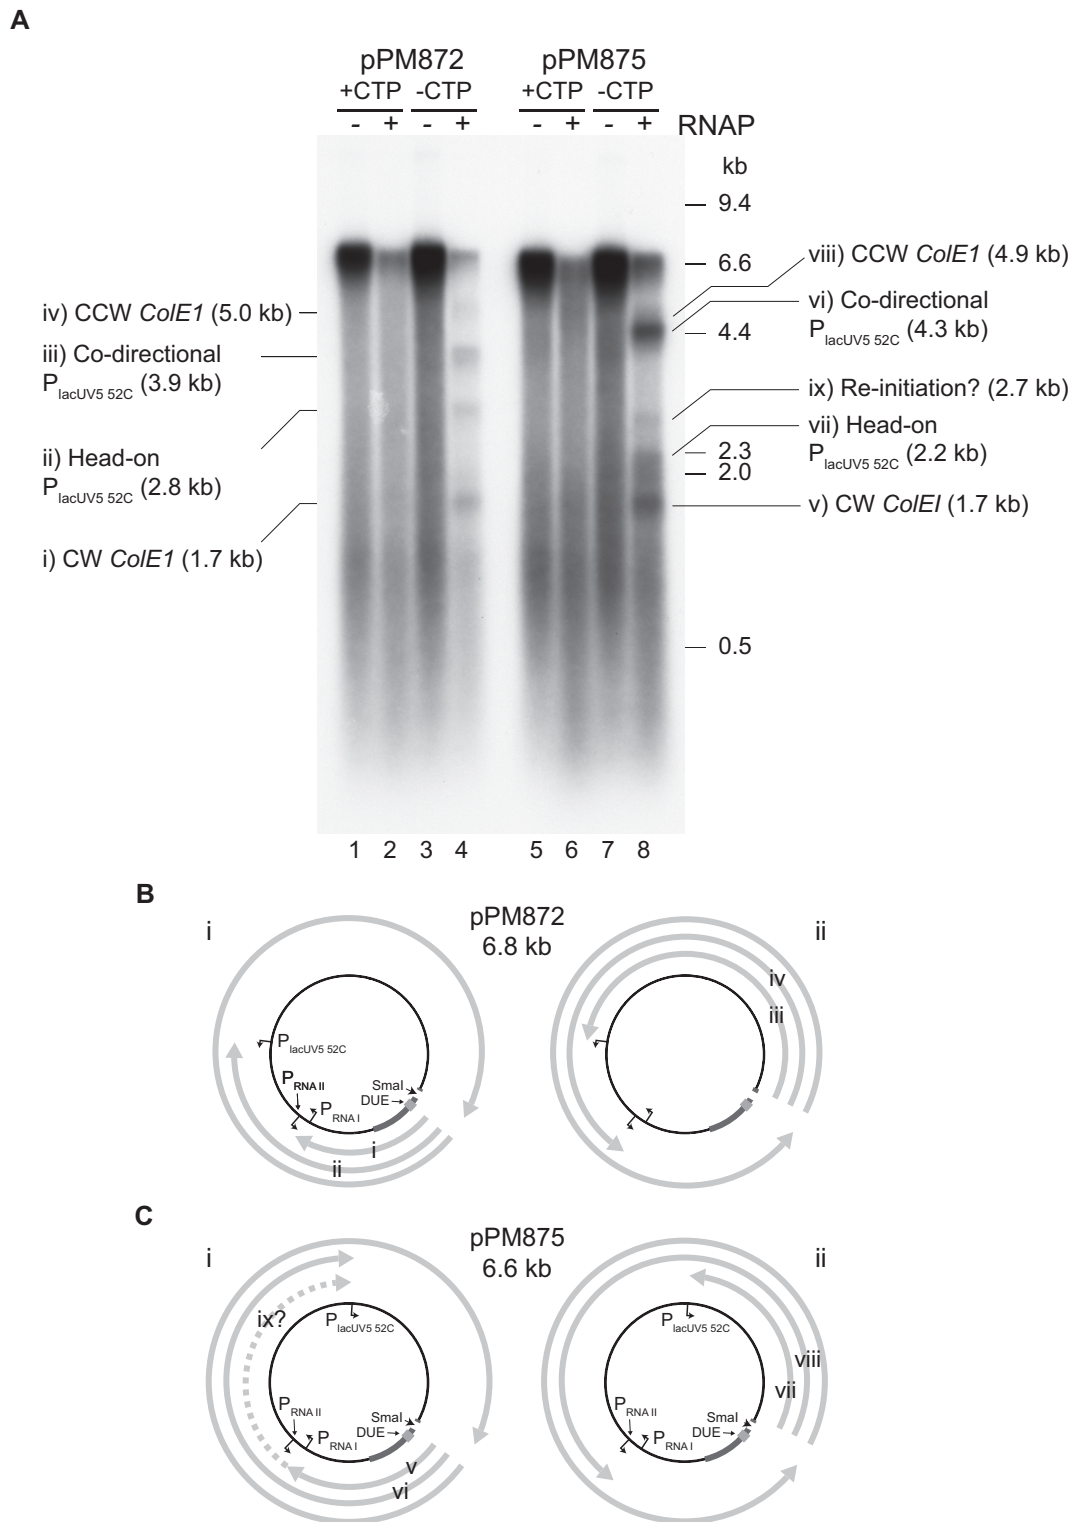 A
pPM872 pPM875
+CTP -CTP +CTP -CTP
- + - + - + - + RNAP
kb
9.4
6.6
4.4
2.3
2.0
0.5
iv) CCW ColE1 (5.0 kb)
iii) Co-directional
PlacUV5 52C (3.9 kb)
ii) Head-on
PlacUV5 52C (2.8 kb)
i) CW ColE1 (1.7 kb)
viii) CCW ColE1 (4.9 kb)
vi) Co-directional
PlacUV5 52C (4.3 kb)
ix) Re-initiation? (2.7 kb)
vii) Head-on
PlacUV5 52C (2.2 kb)
v) CW ColEI (1.7 kb)
1 2 3 4 5 6 7 8
B
pPM872
6.8 kb
i
PlacUV5 52C
PRNA II
PRNA I
SmaI
DUE
i
ii
ii
iv
iii
C
pPM875
6.6 kb
i
ix?
PlacUV5 52C
PRNA II
PRNA I
SmaI
DUE
v
vi
ii
PlacUV5 52C
viii
vii
PRNA II
PRNA I
SmaI
DUE